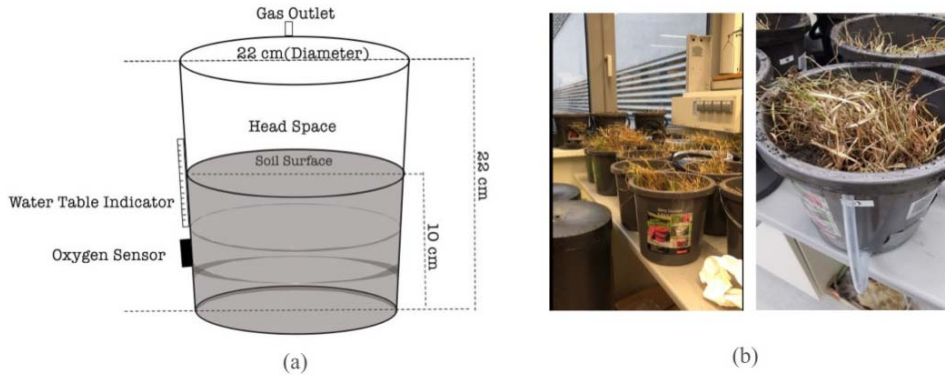 Gas Outlet
22 cm(Diameter)
Head Space
Soil Surface
22 cm
Water Table Indicator
10 cm
Oxygen Sensor
(a)
(b)